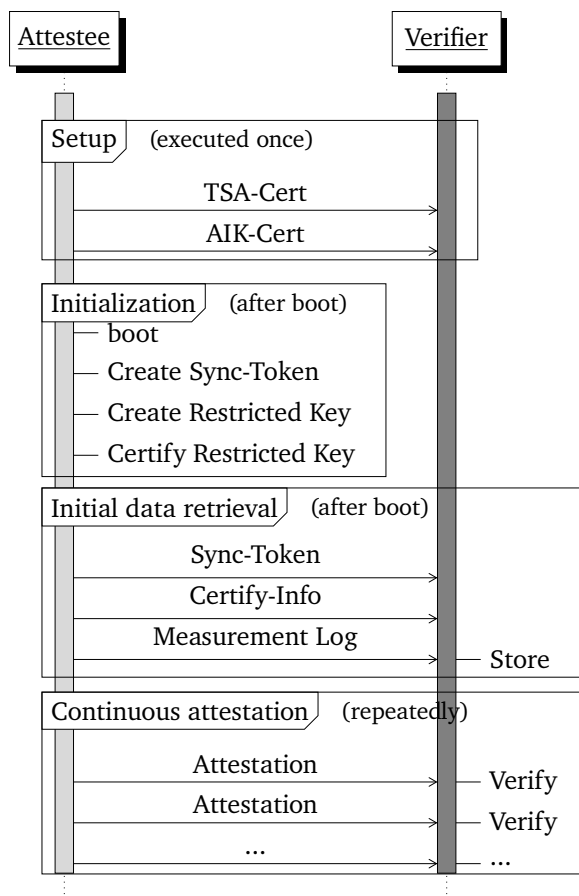 Attestee Verifier
Setup (executed once)
TSA-Cert
AIK-Cert
Initialization (after boot)
boot
Create Sync-Token
Create Restricted Key
Certify Restricted Key
Initial data retrieval (after boot)
Sync-Token
Certify-Info
Measurement Log
Store
Continuous attestation (repeatedly)
Attestation
Verify
Attestation
Verify
... ...